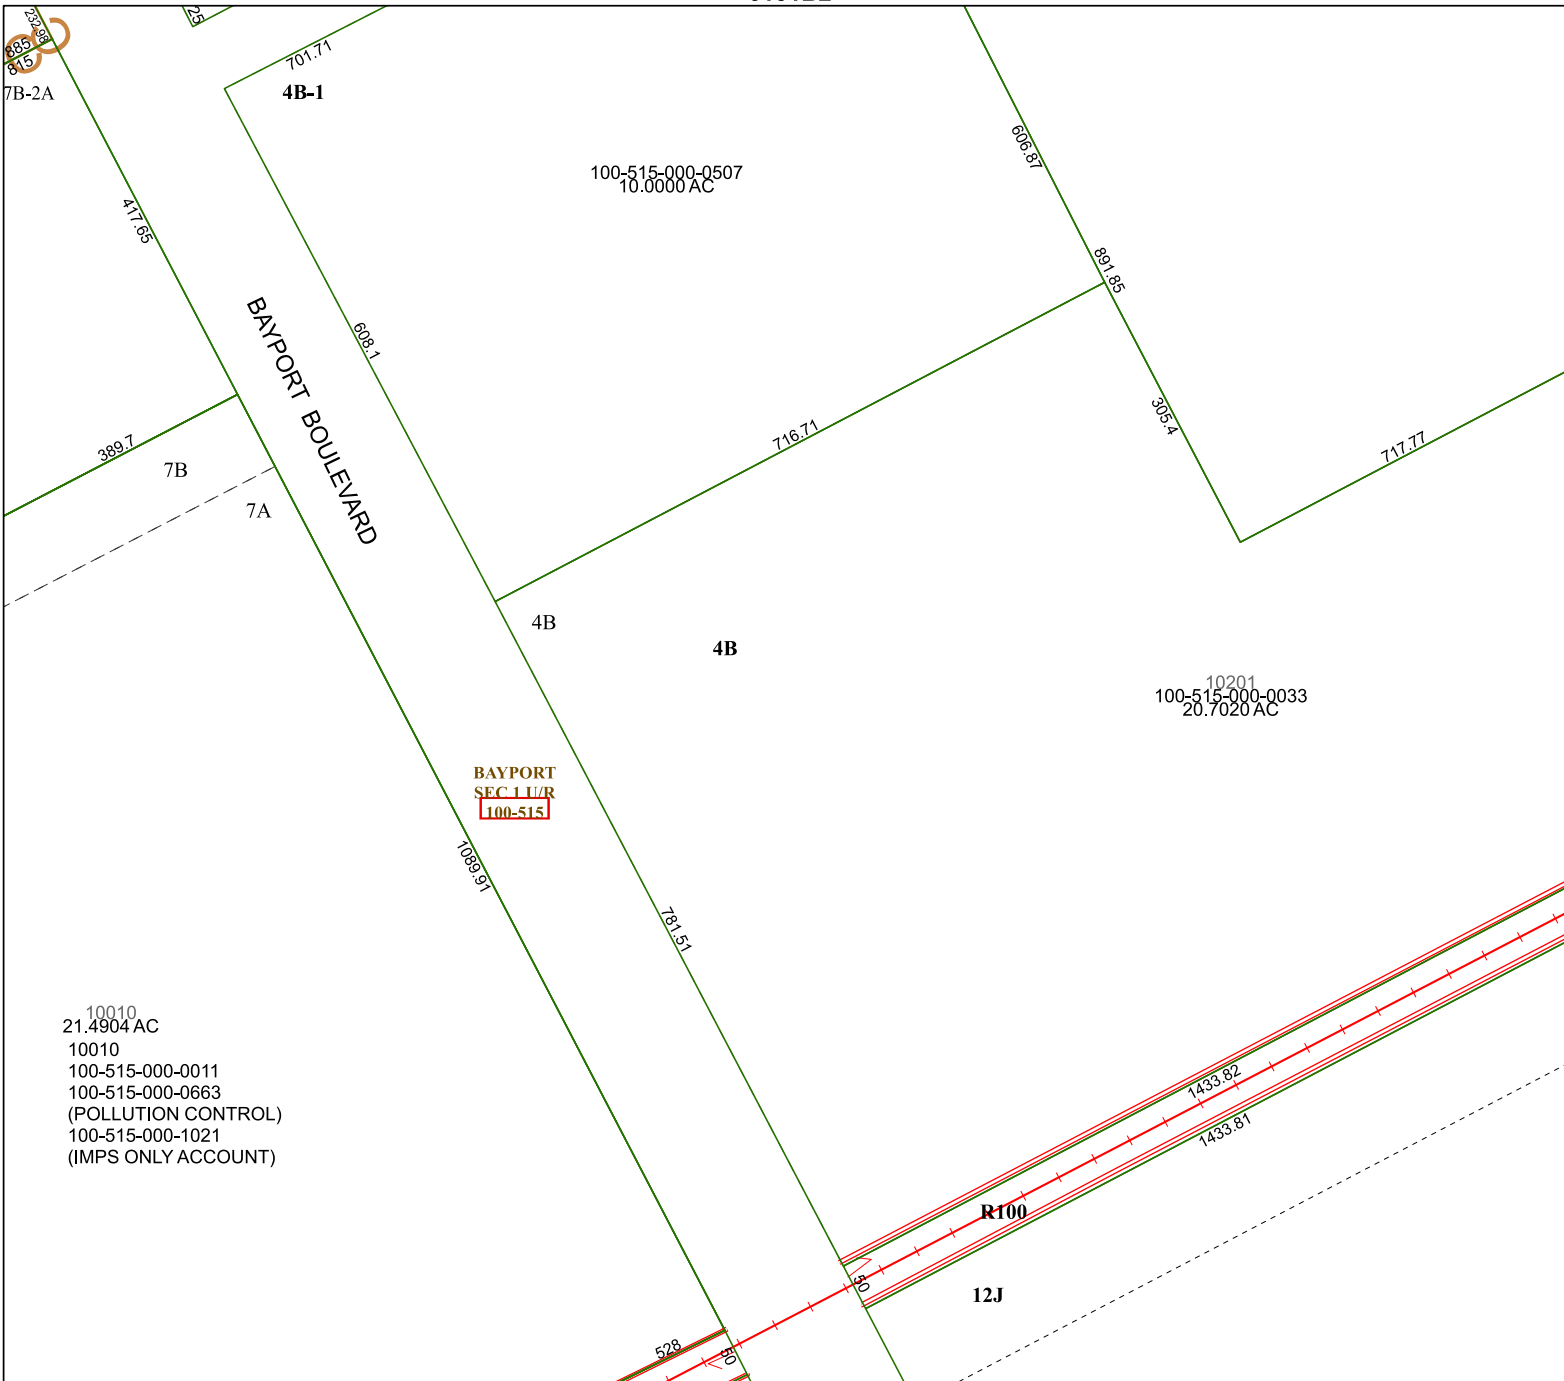 232.98
25
885
815
7B-2A
701.71
4B-1
100-515-000-0507
10.0000 AC
606.87
417.65
891.85
BAYPORT BOULEVARD
608.1
305.4
716.71
717.77
389.7
7B
7A
4B
4B
10201
100-515-000-0033
20.7020 AC
BAYPORT
SEC 1 U/R
100-515
1089.91
781.51
10010
21.4904 AC
10010
100-515-000-0011
100-515-000-0663
(POLLUTION CONTROL)
100-515-000-1021
(IMPS ONLY ACCOUNT)
1433.82
1433.81
R100
50
12J
528
50